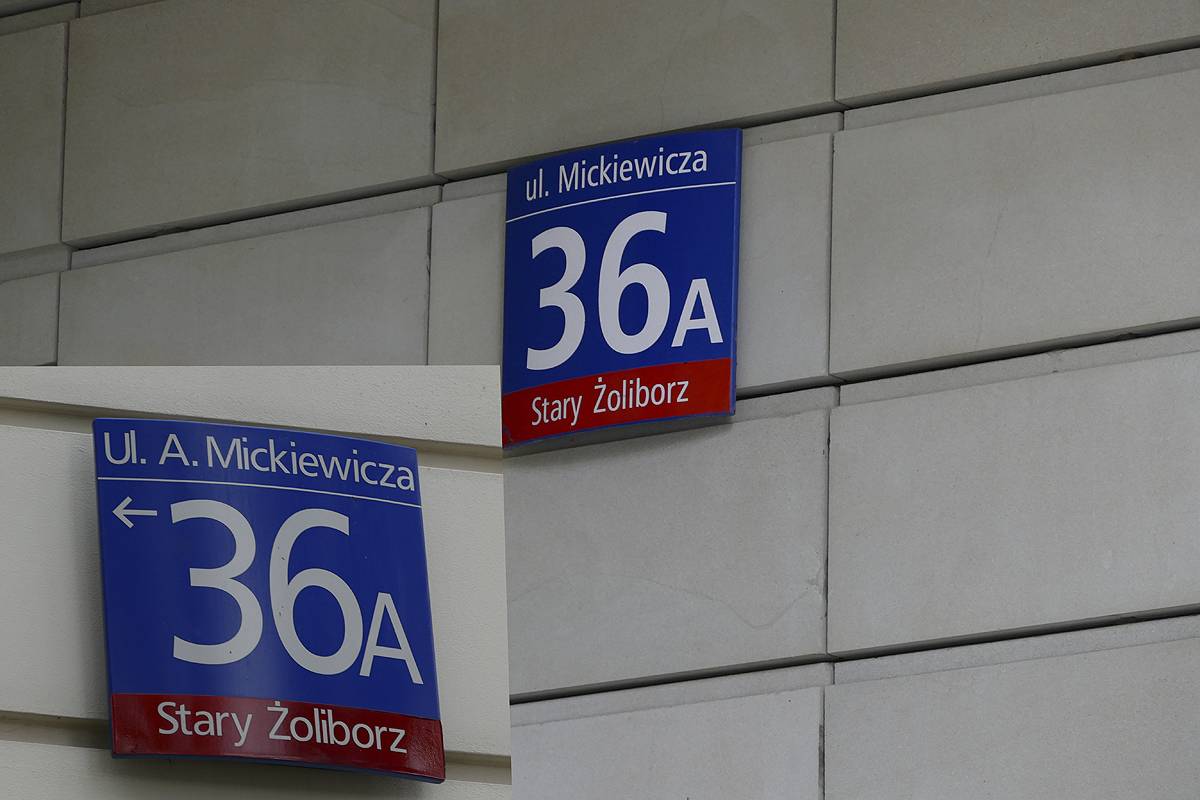 ul. Mickiewicza
36A
Stary Żoliborz
Ul. A. Mickiewicza
← 36A
Stary Żoliborz